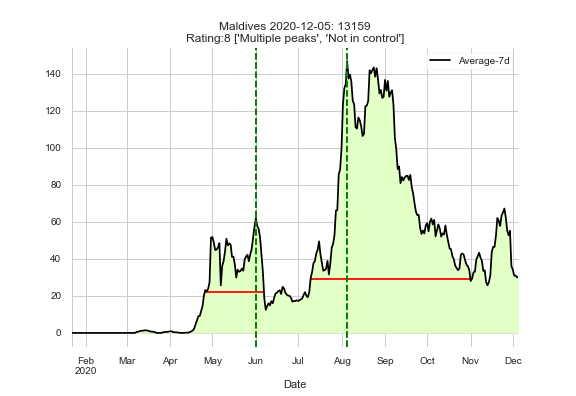 Maldives 2020-12-05: 13159
Rating:8 ['Multiple peaks', 'Not in control']
Average-7d
140
120
100
80
60
40
20
0
Feb Mar Apr May Jun Jul Aug Sep Oct Nov Dec
2020
Date